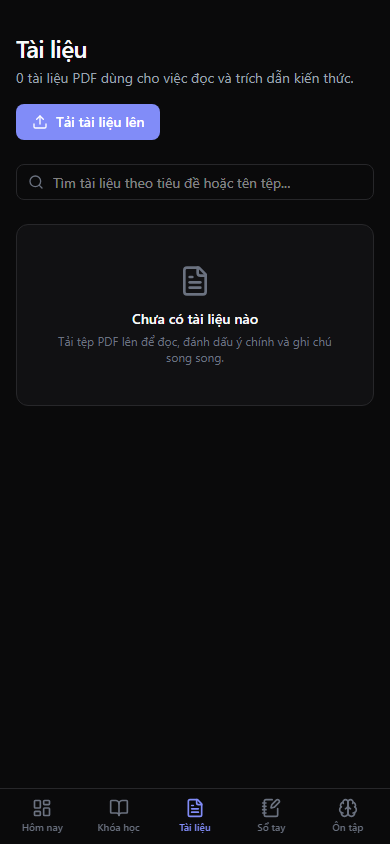 Tài liệu
0 tài liệu PDF dùng cho việc đọc và trích dẫn kiến thức.
Tải tài liệu lên
Tìm tài liệu theo tiêu đề hoặc tên tệp...
Chưa có tài liệu nào
Tải tệp PDF lên để đọc, đánh dấu ý chính và ghi chú
song song.
Hôm nay
Khóa học
Tài liệu
Sổ tay
Ôn tập